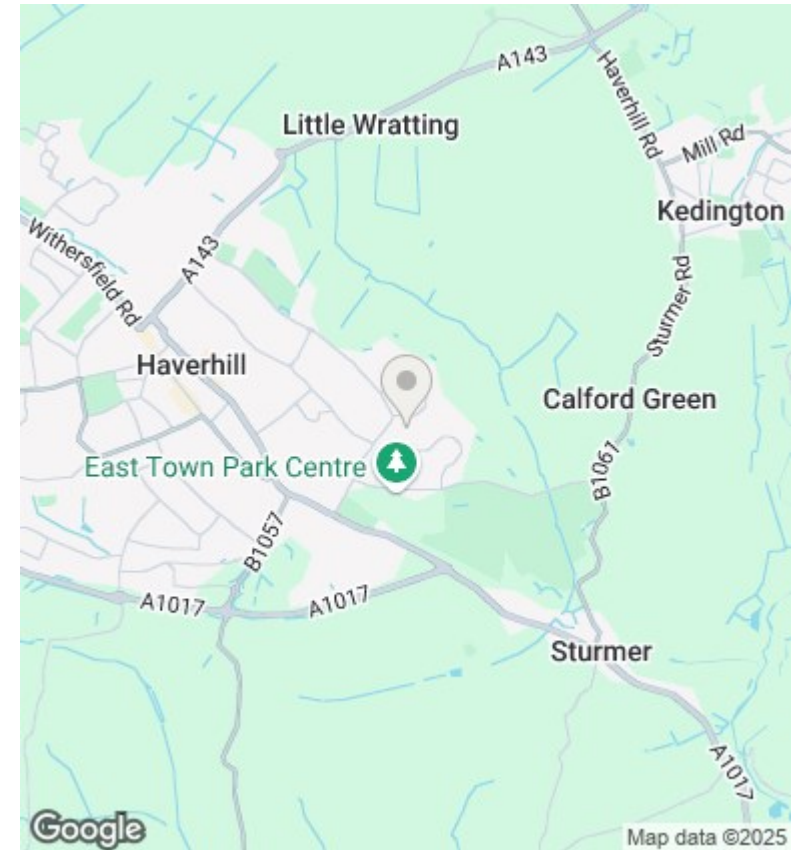 A143
Haverhill Rd
Little Wratting
Mill Rd
Kedington
Withersfield Rd
A143
Sturmer Rd
Haverhill
Calford Green
East Town Park Centre
B1061
B1057
A1017
A1017
Sturmer
A1017
Google
Map data ©2025